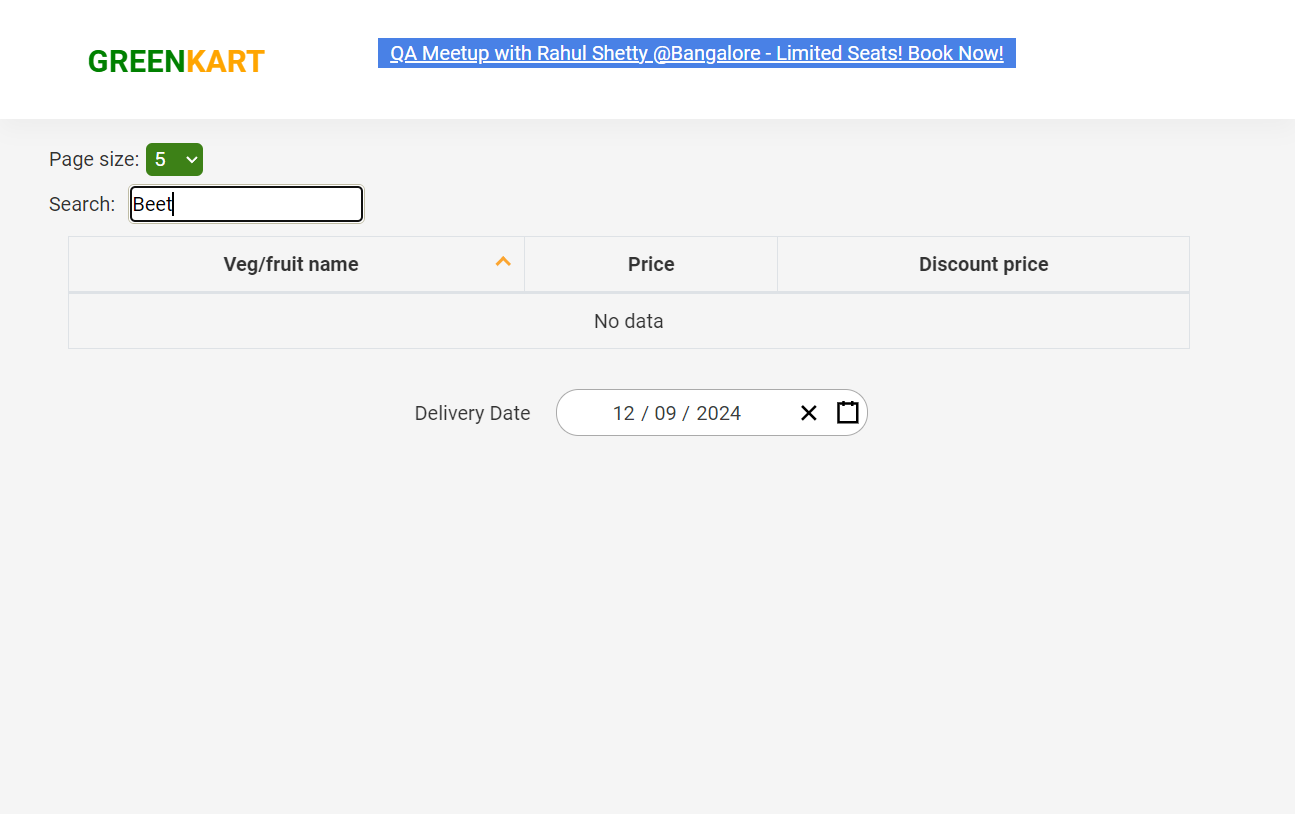 GREENKART
QA Meetup with Rahul Shetty @Bangalore - Limited Seats! Book Now!
Page size: 5
Search: Beet
Veg/fruit name Price Discount price
No data
Delivery Date 12 / 09 / 2024